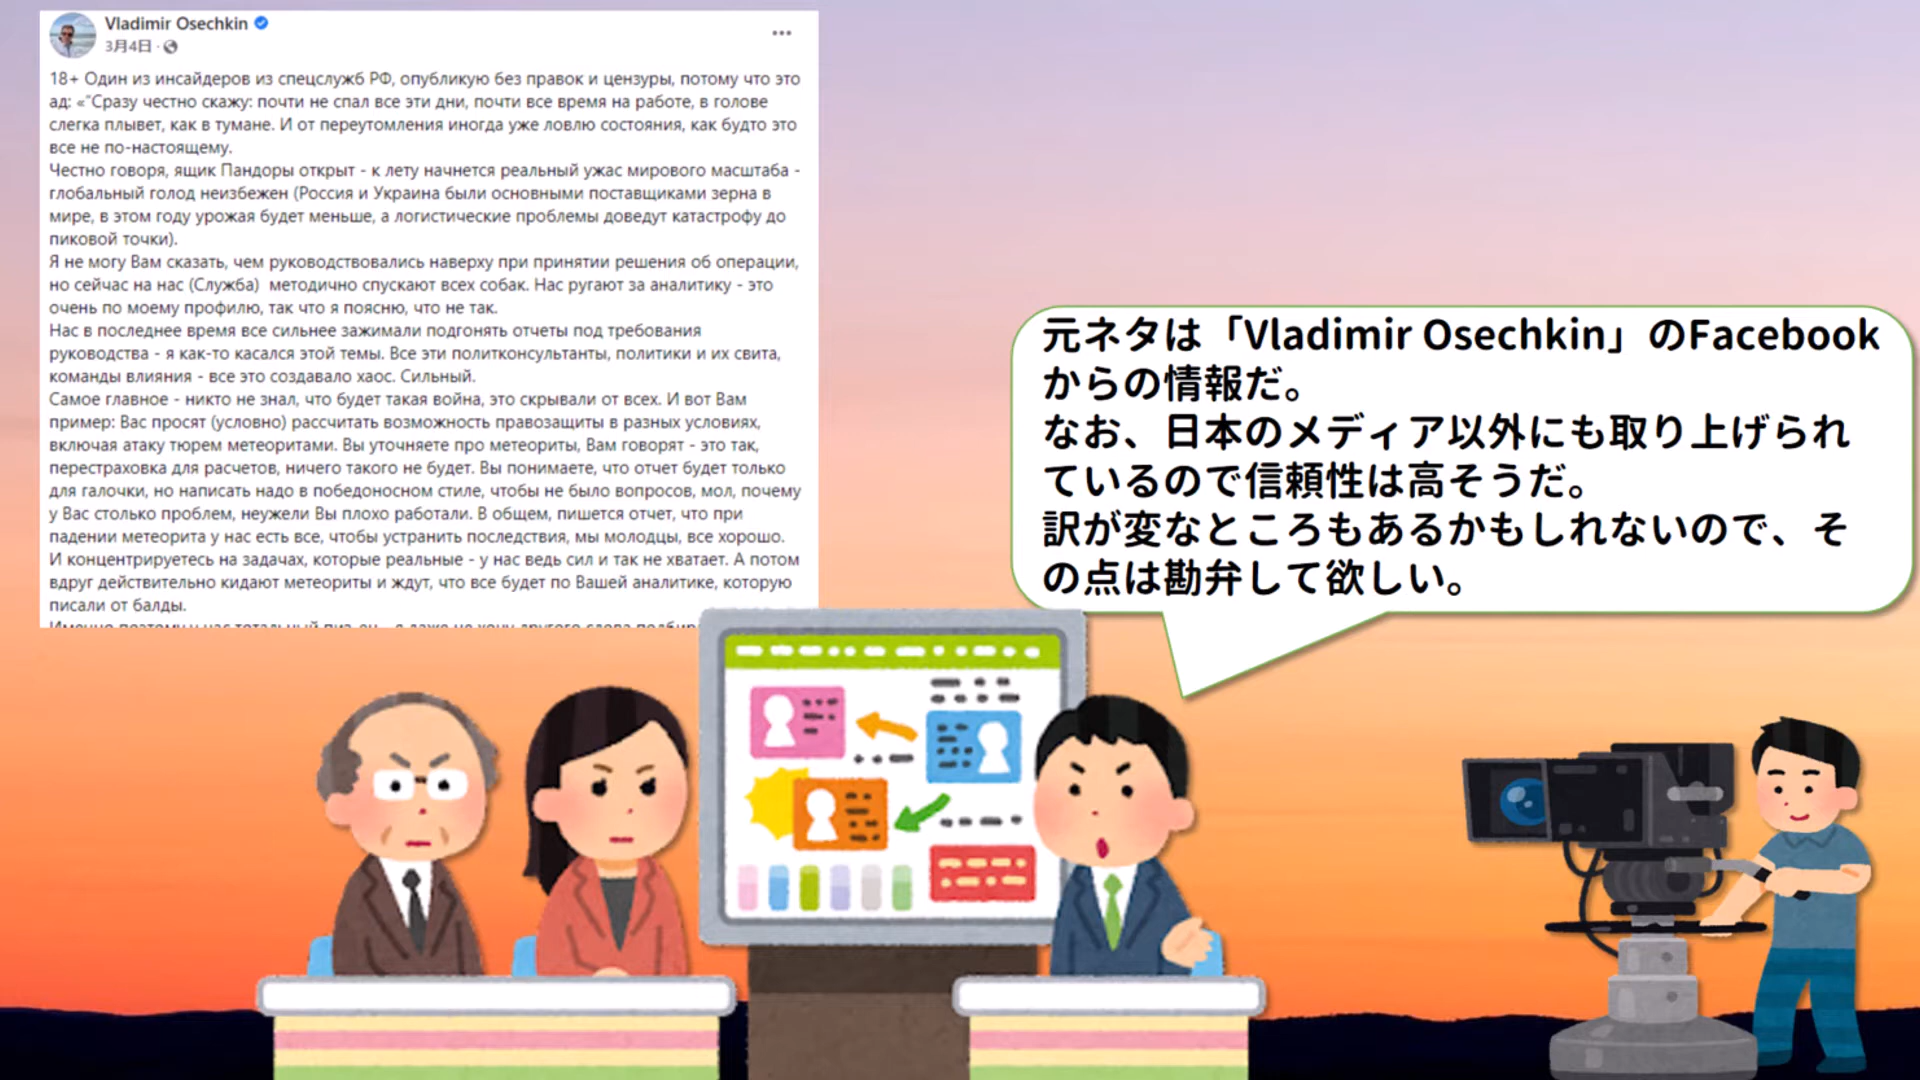 Vladimir Osechkin
3月4日 ·
18+ Один из инсайдеров из спецслужб РФ, опубликую без правок и цензуры, потому что это
ад: «"Сразу честно скажу: почти не спал все эти дни, почти все время на работе, в голове
слегка плывет, как в тумане. И от переутомления иногда уже ловлю состояния, как будто это
все не по-настоящему.
Честно говоря, ящик Пандоры открыт - к лету начнется реальный ужас мирового масштаба -
глобальный голод неизбежен (Россия и Украина были основными поставщиками зерна в
мире, в этом году урожая будет меньше, а логистические проблемы доведут катастрофу до
пиковой точки).
Я не могу Вам сказать, чем руководствовались наверху при принятии решения об операции,
но сейчас на нас (Служба) методично спускают всех собак. Нас ругают за аналитику - это
очень по моему профилю, так что я поясню, что не так.
Нас в последнее время все сильнее зажимали подгонять отчеты под требования
руководства - я как-то касался этой темы. Все эти политконсультанты, политики и их свита,
команды влияния - все это создавало хаос. Сильный.
Самое главное - никто не знал, что будет такая война, это скрывали от всех. И вот Вам
пример: Вас просят (условно) рассчитать возможность правозащиты в разных условиях,
включая атаку тюрем метеоритами. Вы уточняете про метеориты, Вам говорят - это так,
перестраховка для расчетов, ничего такого не будет. Вы понимаете, что отчет будет только
для галочки, но написать надо в победоносном стиле, чтобы не было вопросов, мол, почему
у Вас столько проблем, неужели Вы плохо работали. В общем, пишется отчет, что при
падении метеорита у нас есть все, чтобы устранить последствия, мы молодцы, все хорошо.
И концентрируетесь на задачах, которые реальные - у нас ведь сил и так не хватает. А потом
вдруг действительно кидают метеориты и ждут, что все будет по Вашей аналитике, которую
писали от балды.
元ネタは「Vladimir Osechkin」のFacebook
からの情報だ。
なお、日本のメディア以外にも取り上げられ
ているので信頼性は高そうだ。
訳が変なところもあるかもしれないので、そ
の点は勘弁して欲しい。